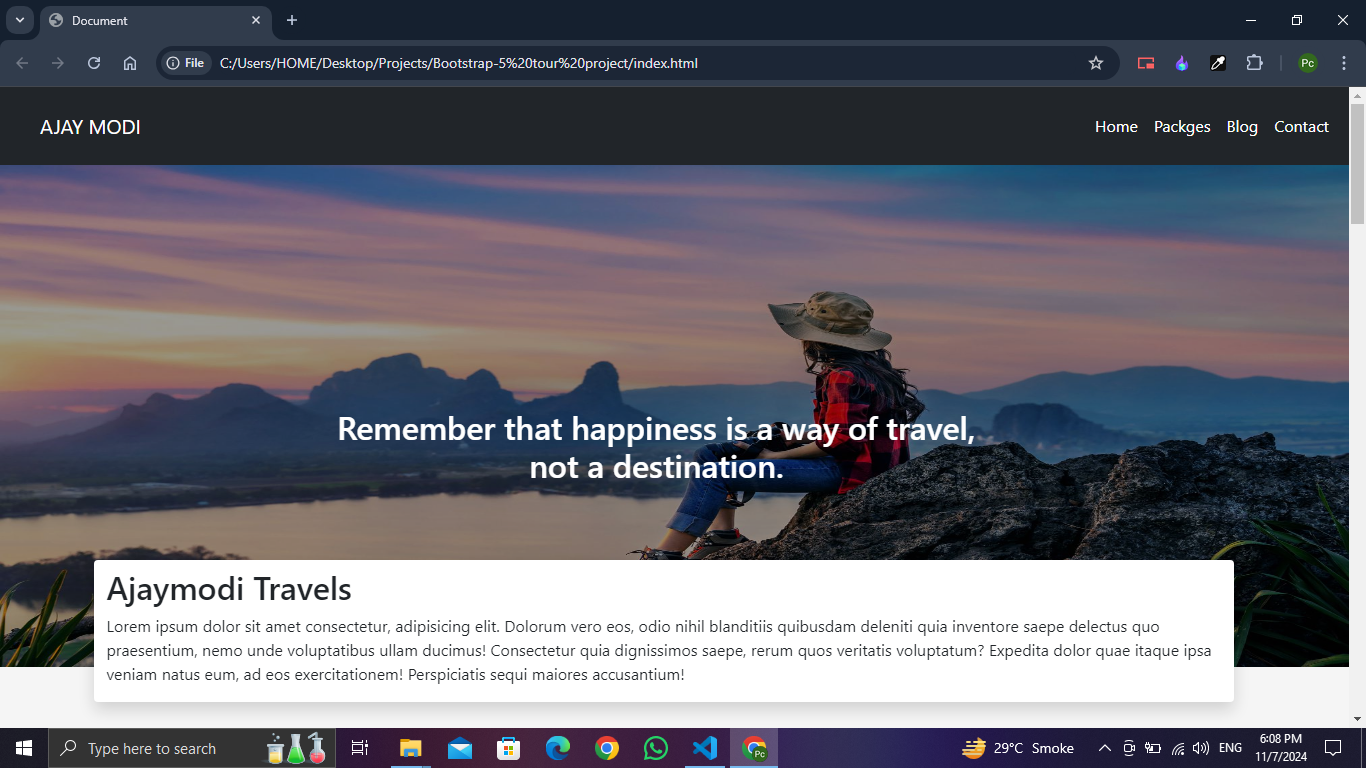 Document
File
C:/Users/HOME/Desktop/Projects/Bootstrap-5%20tour%20project/index.html
Pc
AJAY MODI
Home Packges Blog Contact
Remember that happiness is a way of travel,
not a destination.
Ajaymodi Travels
Lorem ipsum dolor sit amet consectetur, adipisicing elit. Dolorum vero eos, odio nihil blanditiis quibusdam deleniti quia inventore saepe delectus quo
praesentium, nemo unde voluptatibus ullam ducimus! Consectetur quia dignissimos saepe, rerum quos veritatis voluptatum? Expedita dolor quae itaque ipsa
veniam natus eum, ad eos exercitationem! Perspiciatis sequi maiores accusantium!
Type here to search
Pc
29°C Smoke
ENG
6:08 PM
11/7/2024